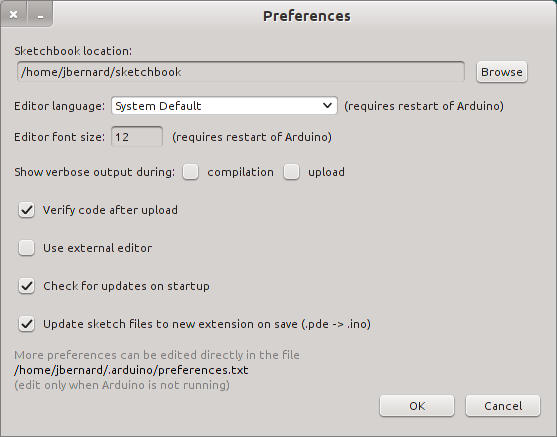 Preferences
Sketchbook location:
/home/jbernard/sketchbook
Browse
Editor language: System Default (requires restart of Arduino)
Editor font size: 12 (requires restart of Arduino)
Show verbose output during: compilation upload
Verify code after upload
Use external editor
Check for updates on startup
Update sketch files to new extension on save (.pde -> .ino)
More preferences can be edited directly in the file
/home/jbernard/.arduino/preferences.txt
(edit only when Arduino is not running)
OK Cancel